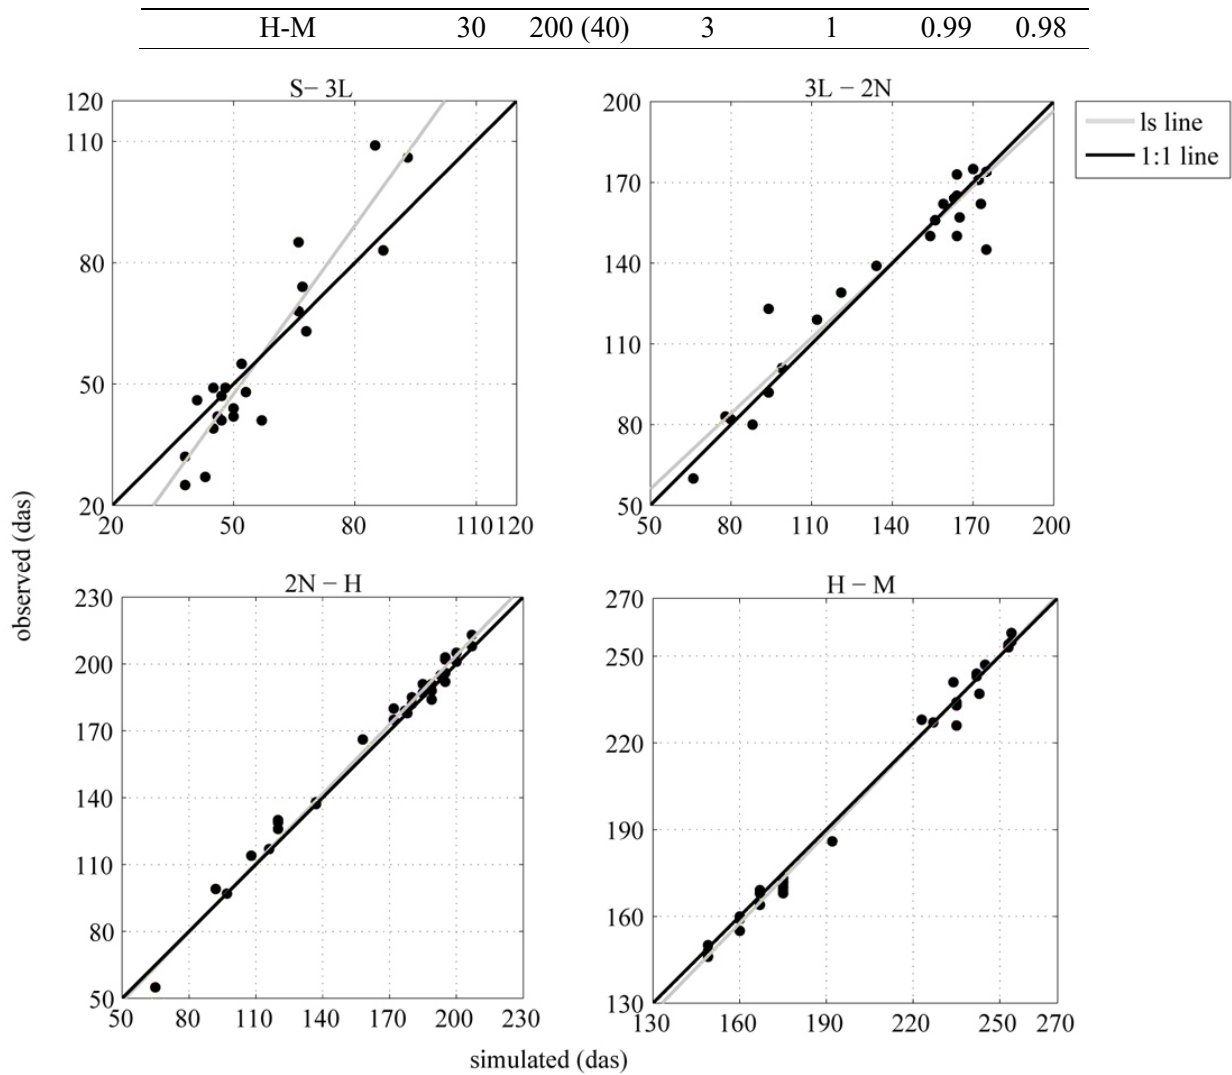 H-M 30 200 (40) 3 1 0.99 0.98
S− 3L
120
110
80
50
20
20 50 80 110 120
3L − 2N
200
170
140
110
80
50
50 80 110 140 170 200
ls line
1:1 line
observed (das)
2N − H
230
200
170
140
110
80
50
50 80 110 140 170 200 230
H − M
270
250
220
190
160
130
130 160 190 220 250 270
simulated (das)